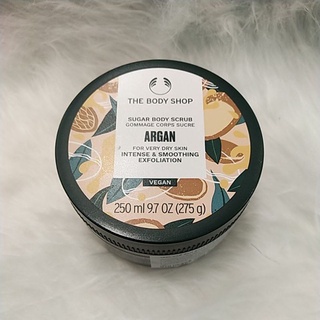 THE BODY SHOP
SUGAR BODY SCRUB
GOMMAGE CORPS SUCRE
ARGAN
FOR VERY DRY SKIN
INTENSE & SMOOTHING
EXFOLIATION
VEGAN
250 ml 9.7 OZ (275 g)